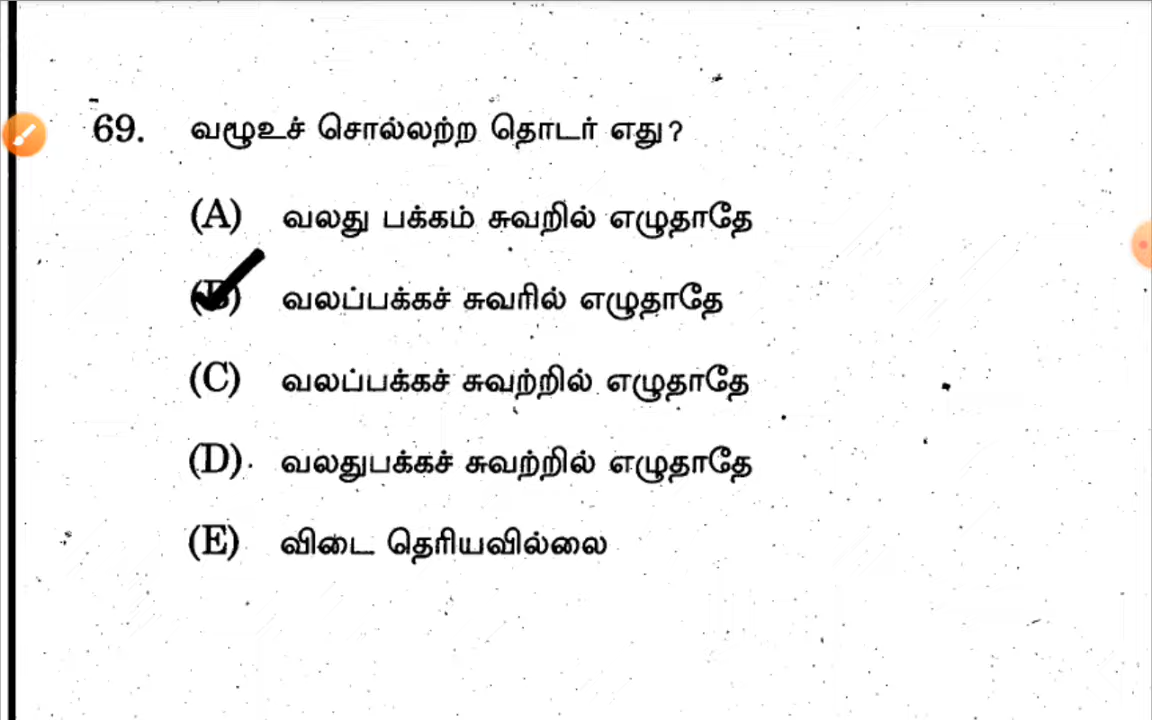 69. வழூஉச் சொல்லற்ற தொடர் எது?
(A) வலது பக்கம் சுவறில் எழுதாதே
(B) வலப்பக்கச் சுவரில் எழுதாதே
(C) வலப்பக்கச் சுவற்றில் எழுதாதே
(D) வலதுபக்கச் சுவற்றில் எழுதாதே
(E) விடை தெரியவில்லை